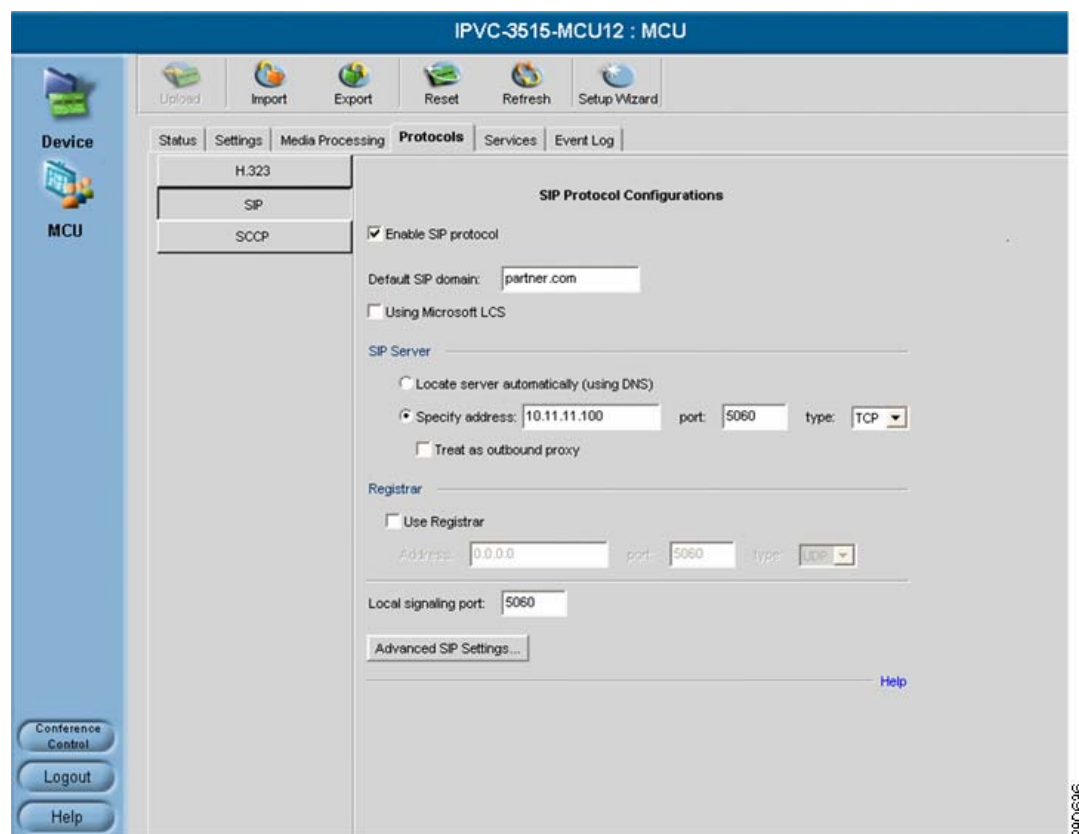 IPVC-3515-MCU12 : MCU
Upload Import Export Reset Refresh Setup Wizard
Device
MCU
Status Settings Media Processing Protocols Services Event Log
H.323
SIP
SCCP
SIP Protocol Configurations
Enable SIP protocol
Default SIP domain: partner.com
Using Microsoft LCS
SIP Server
Locate server automatically (using DNS)
Specify address: 10.11.11.100 port: 5060 type: TCP
Treat as outbound proxy
Registrar
Use Registrar
Address: 0.0.0.0 port: 5060 type: UDP
Local signaling port: 5060
Advanced SIP Settings...
Help
Conference Control
Logout
Help